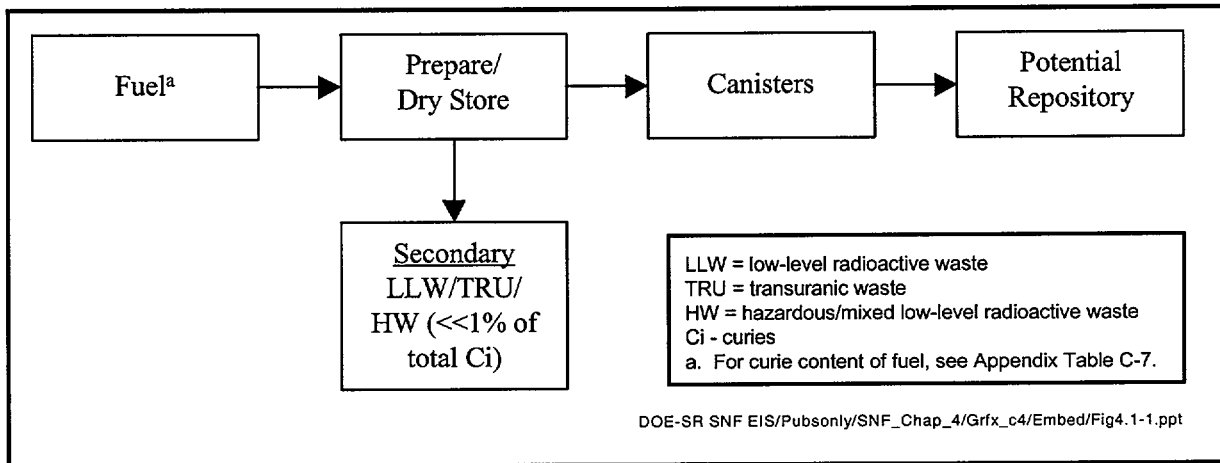 Fuelª
Prepare/
Dry Store
Canisters
Potential
Repository
Secondary
LLW/TRU/
HW (<<1% of
total Ci)
LLW = low-level radioactive waste
TRU = transuranic waste
HW = hazardous/mixed low-level radioactive waste
Ci - curies
a. For curie content of fuel, see Appendix Table C-7.
DOE-SR SNF EIS/Pubsonly/SNF_Chap_4/Grfx_c4/Embed/Fig4.1-1.ppt